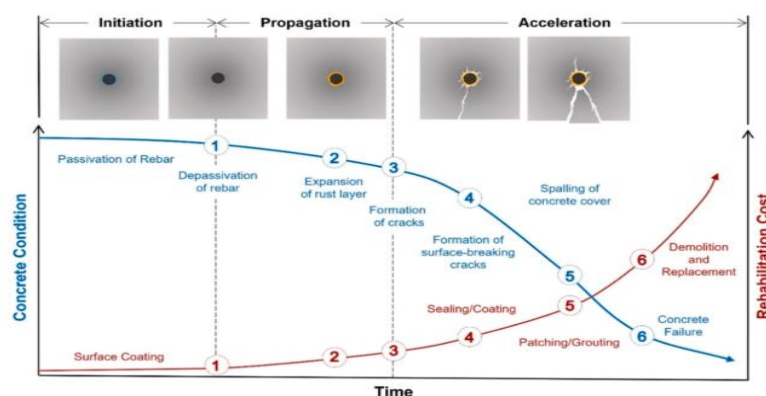 Initiation
Propagation
Acceleration
Concrete Condition
Rehabilitation Cost
Passivation of Rebar
1
Depassivation
of rebar
2
Expansion
of rust layer
3
Formation
of cracks
4
Formation of
surface-breaking
cracks
Spalling of
concrete cover
5
6
Concrete
Failure
Surface Coating
1
2
3
Sealing/Coating
4
5
Patching/Grouting
6
Demolition
and
Replacement
Time